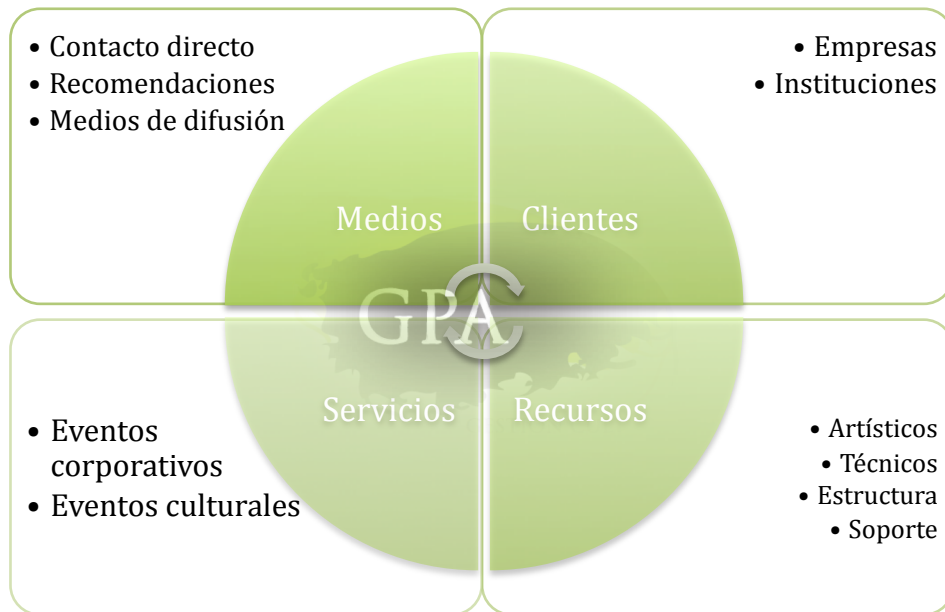 • Contacto directo
• Recomendaciones
• Medios de difusión
• Empresas
• Instituciones
Medios
Clientes
GPA
Servicios
Recursos
• Eventos
corporativos
• Eventos culturales
• Artísticos
• Técnicos
• Estructura
• Soporte